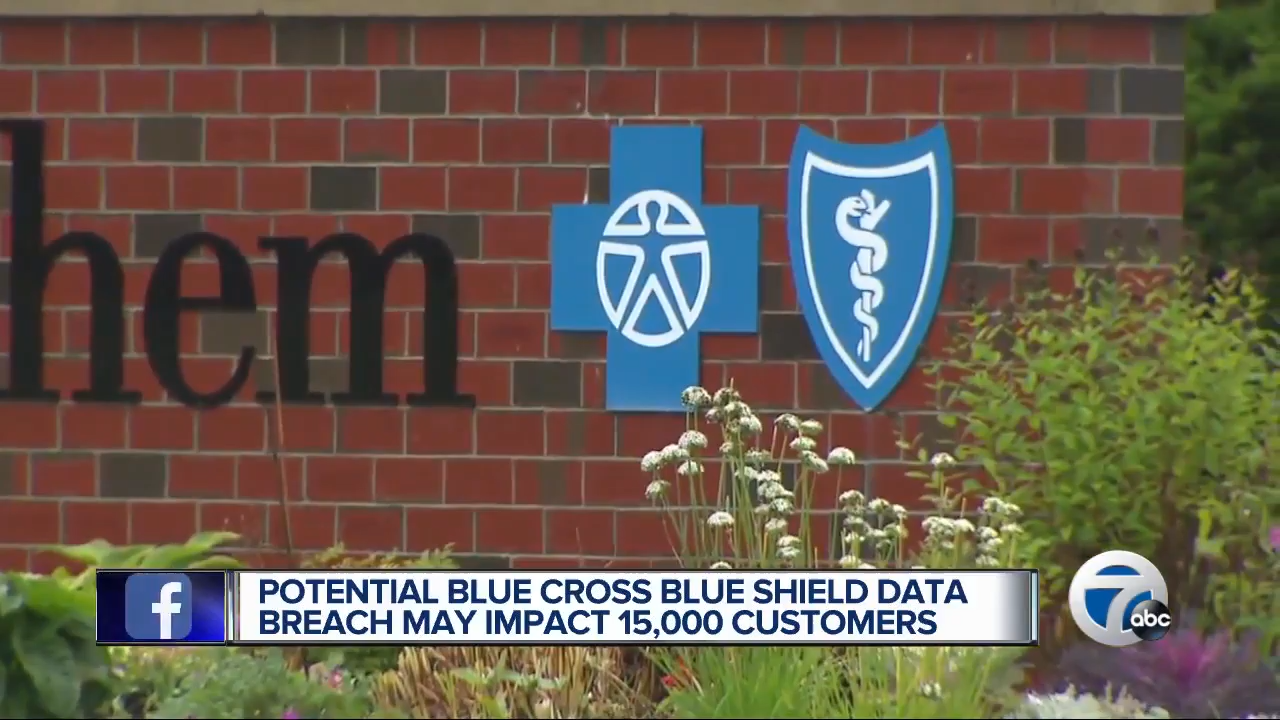 hem
f
POTENTIAL BLUE CROSS BLUE SHIELD DATA
BREACH MAY IMPACT 15,000 CUSTOMERS
7
abc